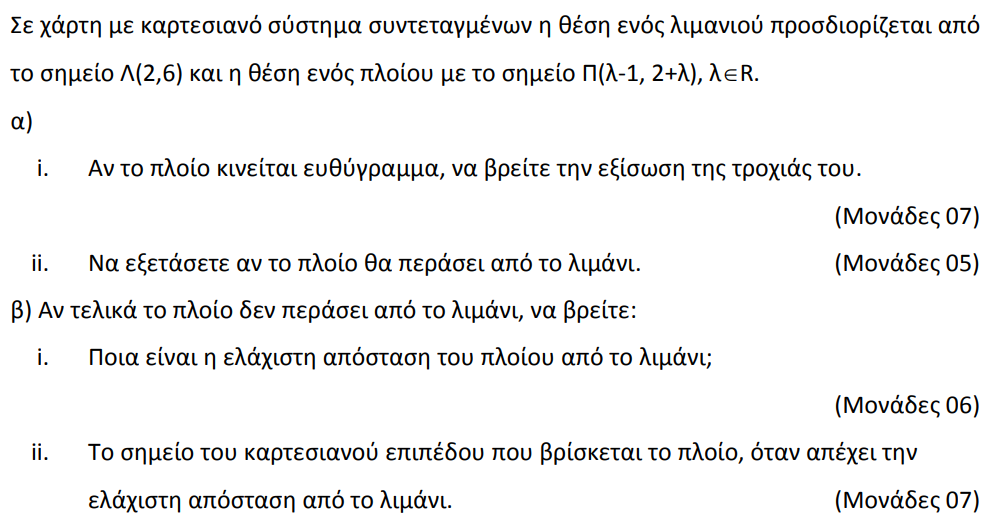 Σε χάρτη με καρτεσιανό σύστημα συντεταγμένων η θέση ενός λιμανιού προσδιορίζεται από
το σημείο Λ(2,6) και η θέση ενός πλοίου με το σημείο Π(λ-1, 2+λ), λ∈R.
α)
i. Αν το πλοίο κινείται ευθύγραμμα, να βρείτε την εξίσωση της τροχιάς του.
(Μονάδες 07)
ii. Να εξετάσετε αν το πλοίο θα περάσει από το λιμάνι. (Μονάδες 05)
β) Αν τελικά το πλοίο δεν περάσει από το λιμάνι, να βρείτε:
i. Ποια είναι η ελάχιστη απόσταση του πλοίου από το λιμάνι;
(Μονάδες 06)
ii. Το σημείο του καρτεσιανού επιπέδου που βρίσκεται το πλοίο, όταν απέχει την
ελάχιστη απόσταση από το λιμάνι. (Μονάδες 07)